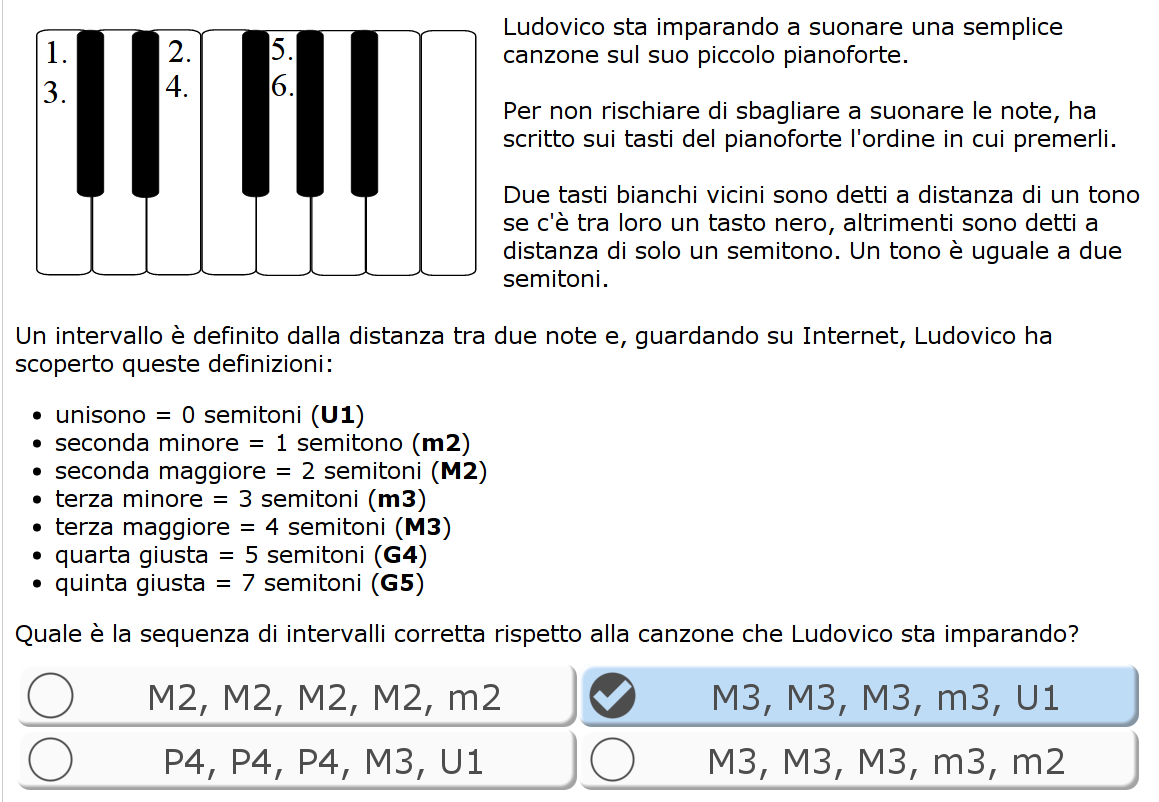 1.
2.
5.
3.
4.
6.
Ludovico sta imparando a suonare una semplice
canzone sul suo piccolo pianoforte.
Per non rischiare di sbagliare a suonare le note, ha
scritto sui tasti del pianoforte l'ordine in cui premerli.
Due tasti bianchi vicini sono detti a distanza di un tono
se c'è tra loro un tasto nero, altrimenti sono detti a
distanza di solo un semitono. Un tono è uguale a due
semitoni.
Un intervallo è definito dalla distanza tra due note e, guardando su Internet, Ludovico ha
scoperto queste definizioni:
• unisono = 0 semitoni (U1)
• seconda minore = 1 semitono (m2)
• seconda maggiore = 2 semitoni (M2)
• terza minore = 3 semitoni (m3)
• terza maggiore = 4 semitoni (M3)
• quarta giusta = 5 semitoni (G4)
• quinta giusta = 7 semitoni (G5)
Quale è la sequenza di intervalli corretta rispetto alla canzone che Ludovico sta imparando?
M2, M2, M2, M2, m2
M3, M3, M3, m3, U1
P4, P4, P4, M3, U1
M3, M3, M3, m3, m2